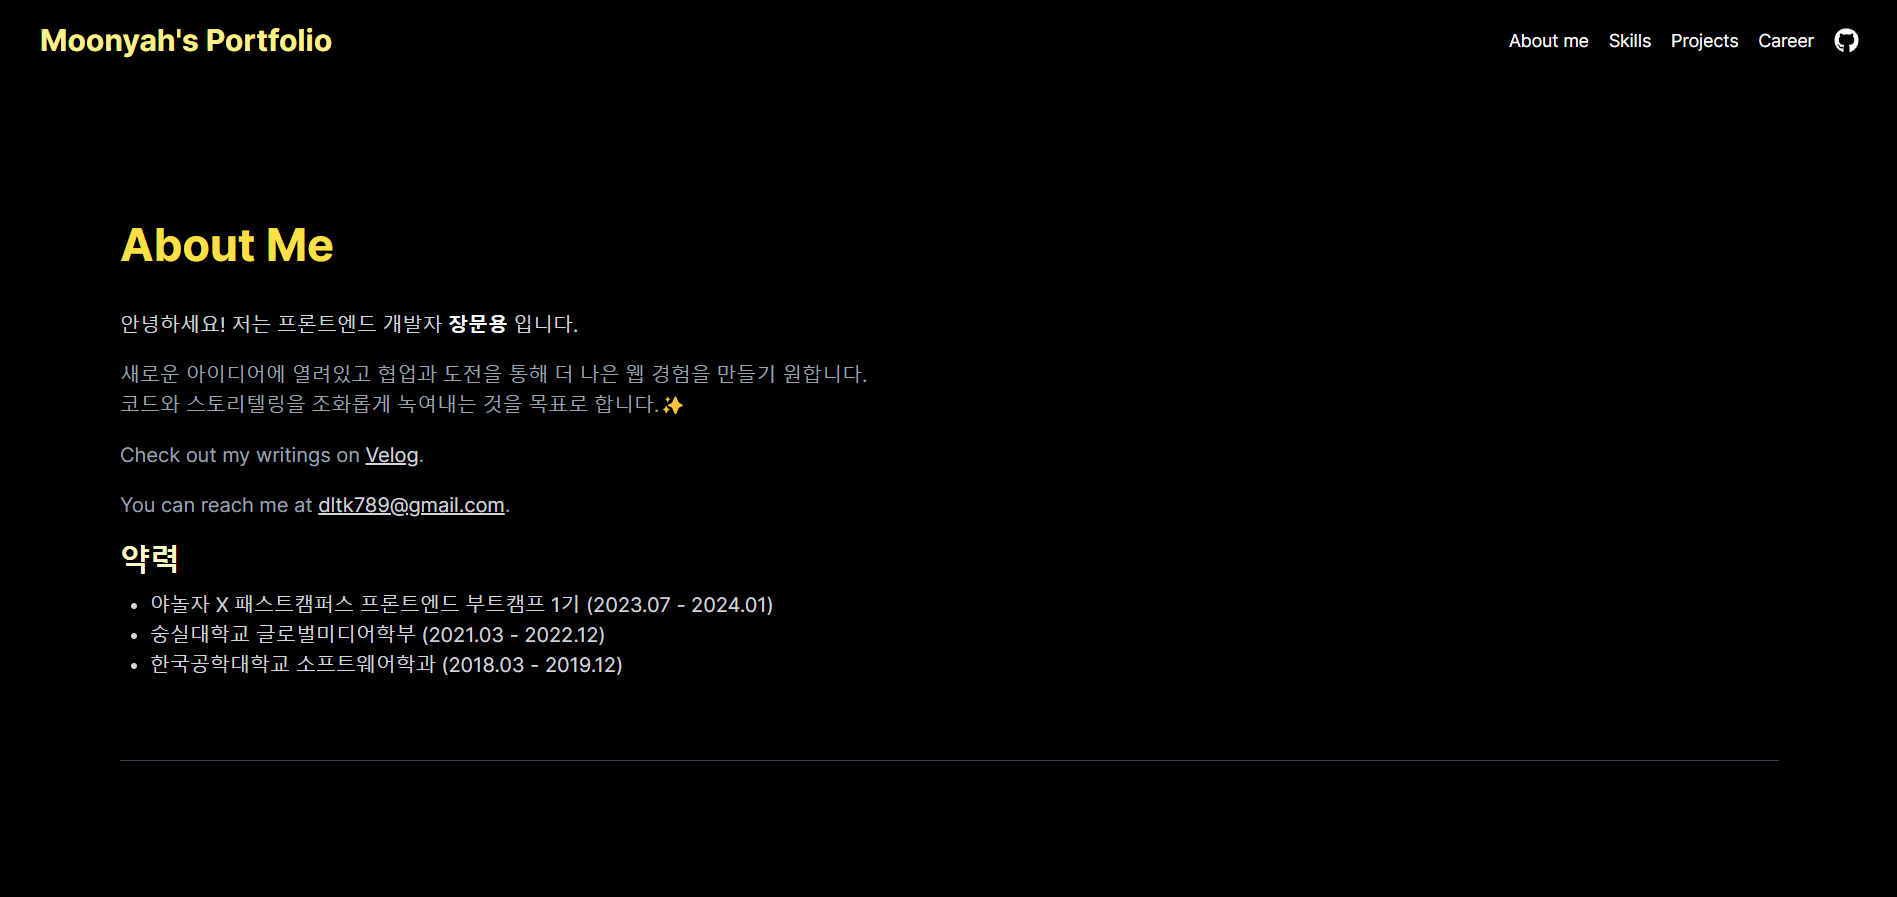 Moonyah's Portfolio
About me Skills Projects Career
About Me
안녕하세요! 저는 프론트엔드 개발자 장문용 입니다.
새로운 아이디어에 열려있고 협업과 도전을 통해 더 나은 웹 경험을 만들기 원합니다.
코드와 스토리텔링을 조화롭게 녹여내는 것을 목표로 합니다.✨
Check out my writings on Velog.
You can reach me at dltk789@gmail.com.
약력
• 야놀자 X 패스트캠퍼스 프론트엔드 부트캠프 1기 (2023.07 - 2024.01)
• 숭실대학교 글로벌미디어학부 (2021.03 - 2022.12)
• 한국공학대학교 소프트웨어학과 (2018.03 - 2019.12)